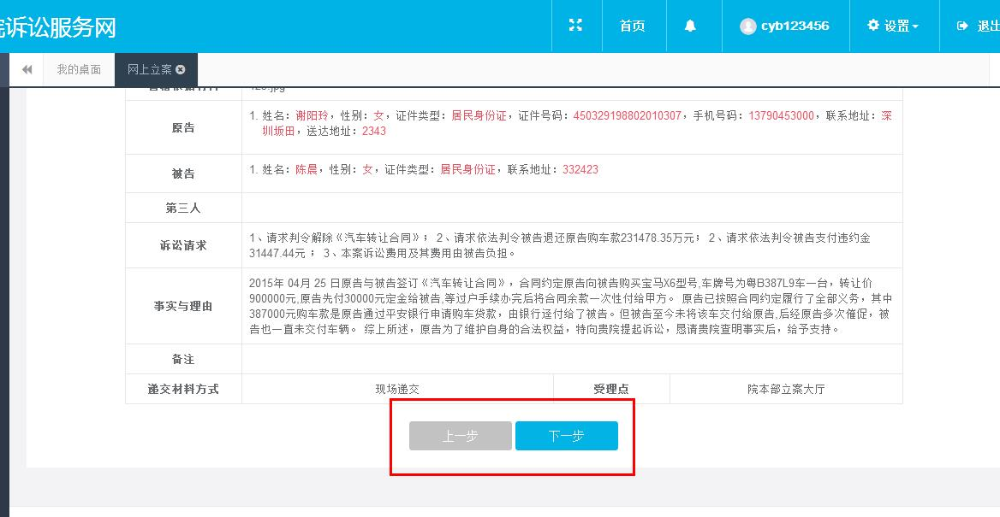 诉讼服务网
首页
cyb123456
设置
退出
我的桌面
网上立案
原告
1. 姓名：谢阳玲，性别：女，证件类型：居民身份证，证件号码：450329198802010307，手机号码：13790453000，联系地址：深
圳坂田，送达地址：2343
被告
1. 姓名：陈晨，性别：女，证件类型：居民身份证，联系地址：332423
第三人
诉讼请求
1、请求判令解除《汽车转让合同》； 2、请求依法判令被告退还原告购车款231478.35万元； 2、请求依法判令被告支付违约金
31447.44元 ； 3、本案诉讼费用及其费用由被告负担。
事实与理由
2015年 04月 25 日原告与被告签订《汽车转让合同》，合同约定原告向被告购买宝马X6型号,车牌号为粤B387L9车一台，转让价
900000元,原告先付30000元定金给被告,等过户手续办完后将合同余款一次性付给甲方。 原告已按照合同约定履行了全部义务，其中
387000元购车款是原告通过平安银行申请购车贷款，由银行迳付给了被告。但被告至今未将该车交付给原告,后经原告多次催促，被
告也一直未交付车辆。 综上所述，原告为了维护自身的合法权益，特向贵院提起诉讼，恳请贵院查明事实后，给予支持。
备注
递交材料方式
现场递交
受理点
院本部立案大厅
上一步
下一步